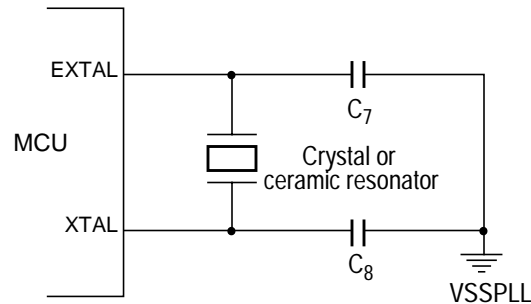 EXTAL
C7
MCU
Crystal or
ceramic resonator
XTAL
C8
VSSPLL